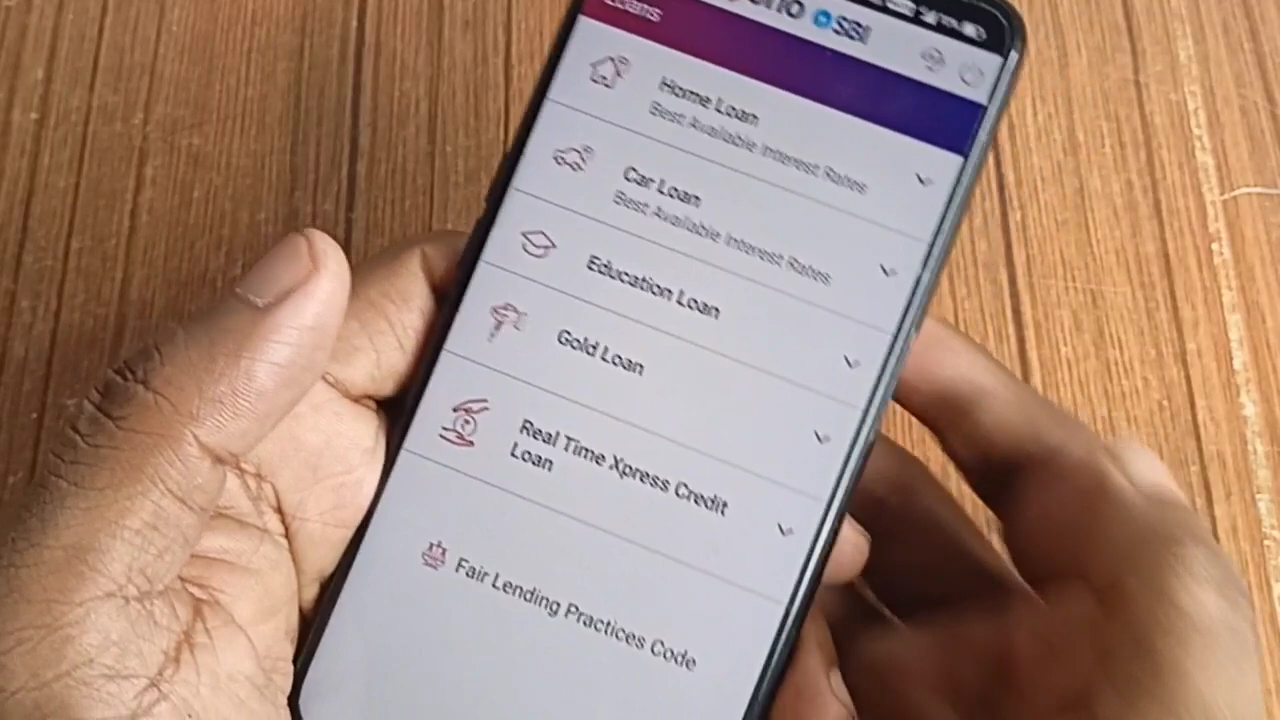 SBI
Loans
Home Loan
Best Available Interest Rates
Car Loan
Best Available Interest Rates
Education Loan
Gold Loan
Real Time Xpress Credit
Loan
Fair Lending Practices Code